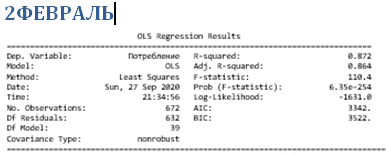 2ФЕВРАЛЬ
OLS Regression Results
Dep. Variable: Потребление R-squared: 0.872
Model: OLS Adj. R-squared: 0.864
Method: Least Squares F-statistic: 110.4
Date: Sun, 27 Sep 2020 Prob (F-statistic): 6.35e-254
Time: 21:34:56 Log-Likelihood: -1631.0
No. Observations: 672 AIC: 3342.
Df Residuals: 632 BIC: 3522.
Df Model: 39
Covariance Type: nonrobust